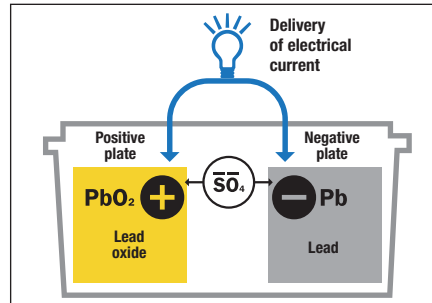 Delivery
of electrical
current
Positive
plate
Negative
plate
PbO₂ +
SO₄
− Pb
Lead
oxide
Lead